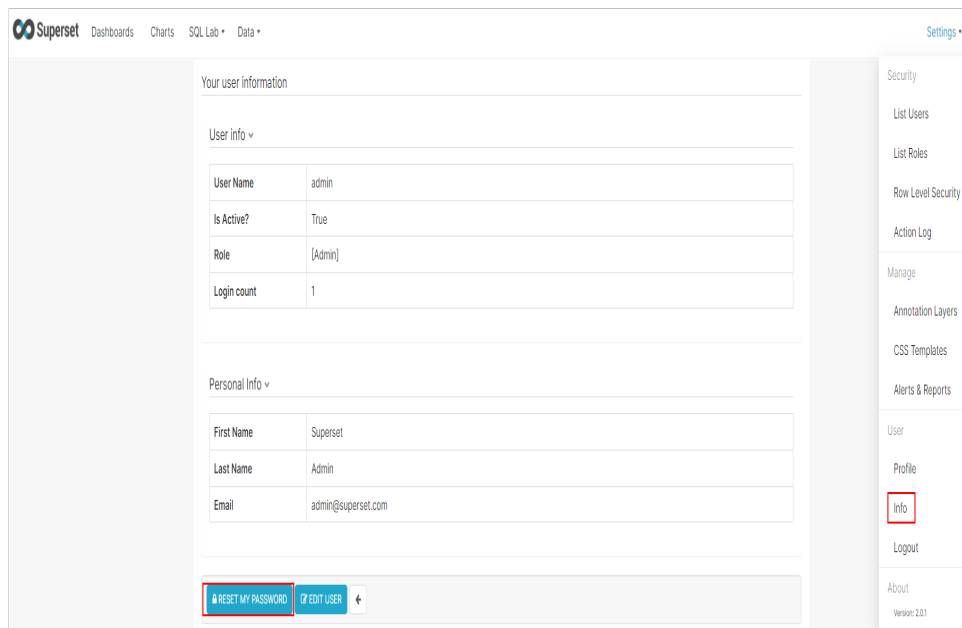 Superset Dashboards Charts SQL Lab Data Settings
Your user information
User info
User Name admin
Is Active? True
Role [Admin]
Login count 1
Personal Info
First Name Superset
Last Name Admin
Email admin@superset.com
RESET MY PASSWORD EDIT USER
Security
List Users
List Roles
Row Level Security
Action Log
Manage
Annotation Layers
CSS Templates
Alerts & Reports
User
Profile
Info
Logout
About
Version: 2.0.1